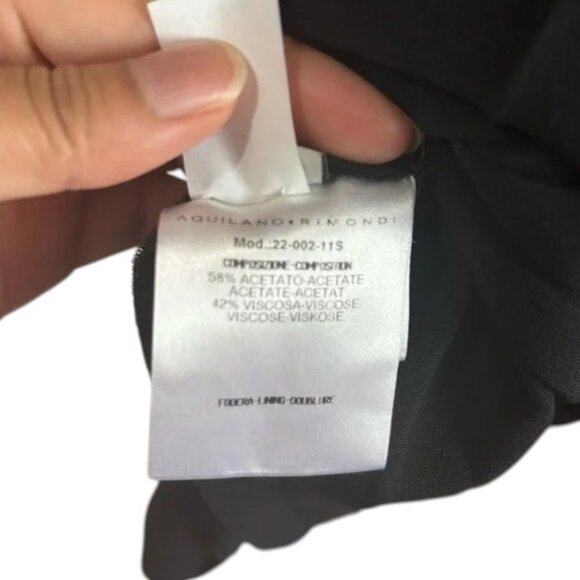 AQUILANO•RIMONDI
Mod.:22-002-11S
COMPOSIZIONE-COMPOSITION
58% ACETATO-ACETATE
ACETATE-ACETAT
42% VISCOSA-VISCOSE
VISCOSE-VISKOSE
FODERA-LINING-DOUBLURE